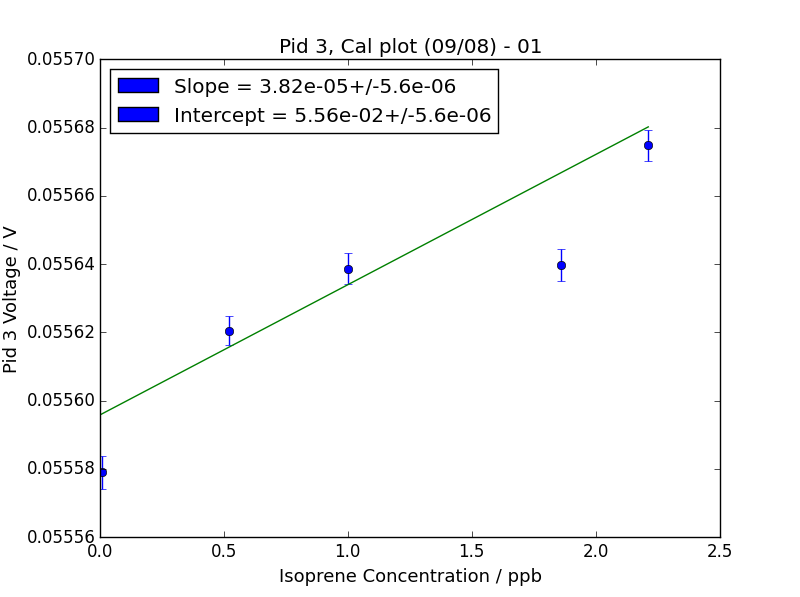 Pid 3, Cal plot (09/08) - 01
0.05570
0.05568
0.05566
0.05564
0.05562
0.05560
0.05558
0.05556
Pid 3 Voltage / V
Slope = 3.82e-05+/-5.6e-06
Intercept = 5.56e-02+/-5.6e-06
0.0 0.5 1.0 1.5 2.0 2.5
Isoprene Concentration / ppb